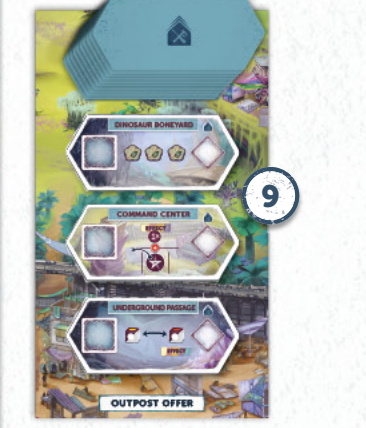 DINOSAUR BONEYARD
9
COMMAND CENTER
EFFECT
UNDERGROUND PASSAGE
EFFECT
OUTPOST OFFER